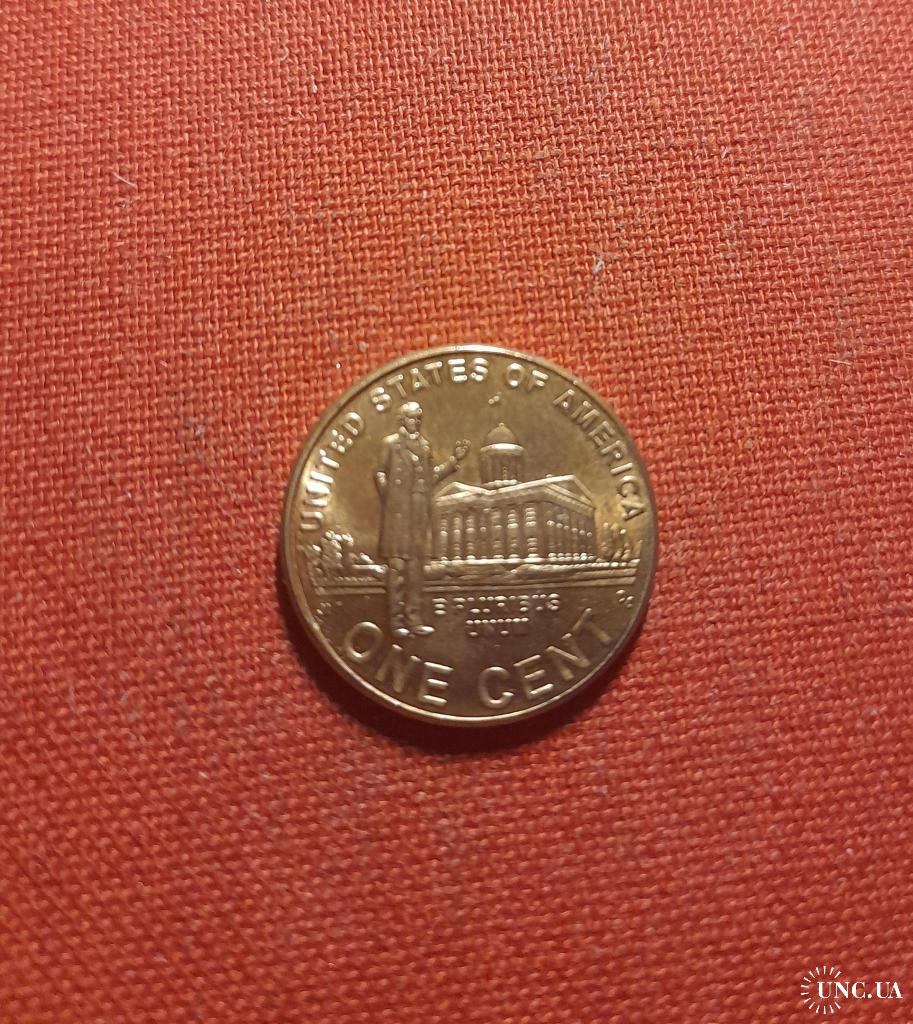 UNITED STATES OF AMERICA
E PLURIBUS
UNUM
ONE CENT
UNC.UA